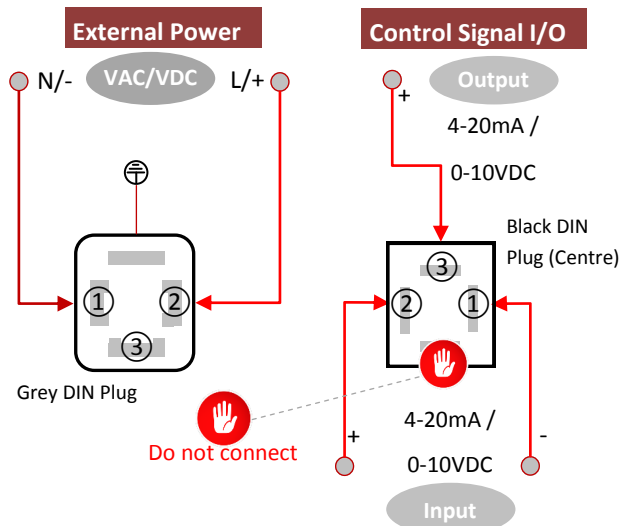 External Power
N/-
VAC/VDC
L/+
1
2
3
Grey DIN Plug
Do not connect
Control Signal I/O
Output
+
4-20mA /
0-10VDC
Black DIN
Plug (Centre)
3
2
1
+
4-20mA /
-
0-10VDC
Input